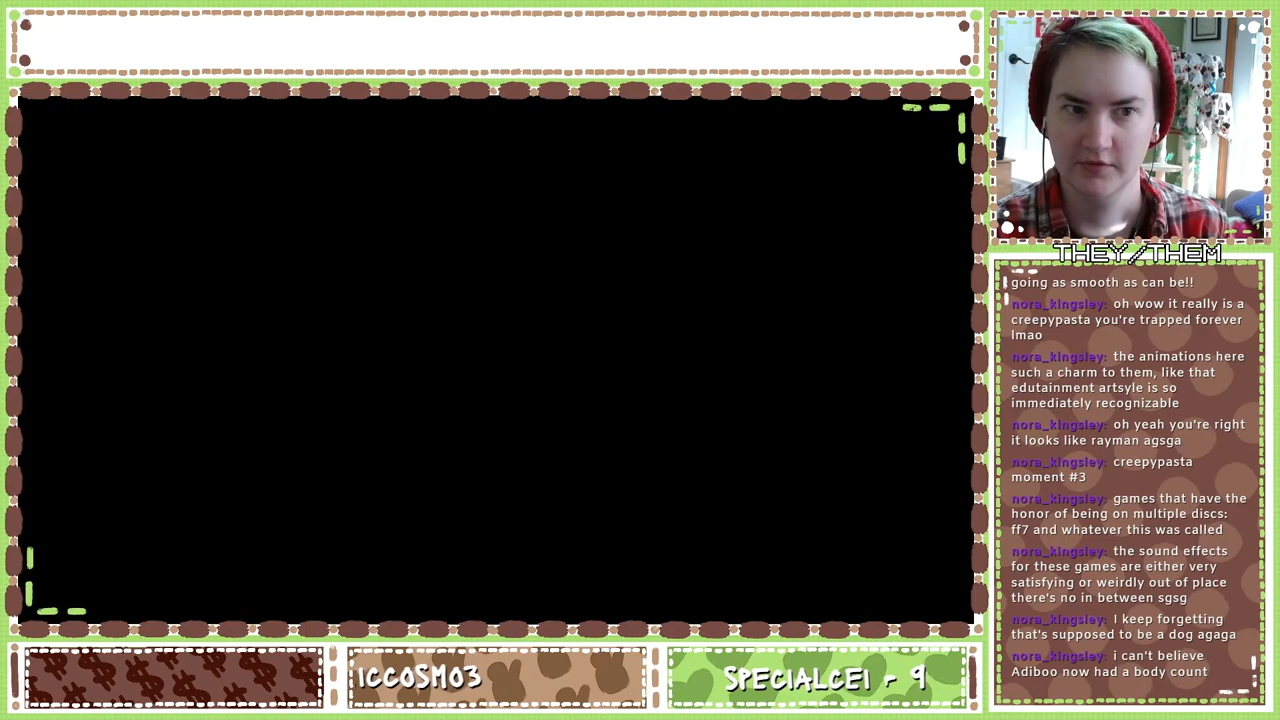 THEY/THEM
going as smooth as can be!!
nora_kingsley: oh wow it really is a
creepypasta you're trapped forever
lmao
nora_kingsley: the animations here
such a charm to them, like that
edutainment artsyle is so
immediately recognizable
nora_kingsley: oh yeah you're right
it looks like rayman agsga
nora_kingsley: creepypasta
moment #3
nora_kingsley: games that have the
honor of being on multiple discs:
ff7 and whatever this was called
nora_kingsley: the sound effects
for these games are either very
satisfying or weirdly out of place
there's no in between sgsg
nora_kingsley: I keep forgetting
that's supposed to be a dog agaga
nora_kingsley: i can't believe
Adiboo now had a body count
ICCOSMO3
SPECIALCEI - 9